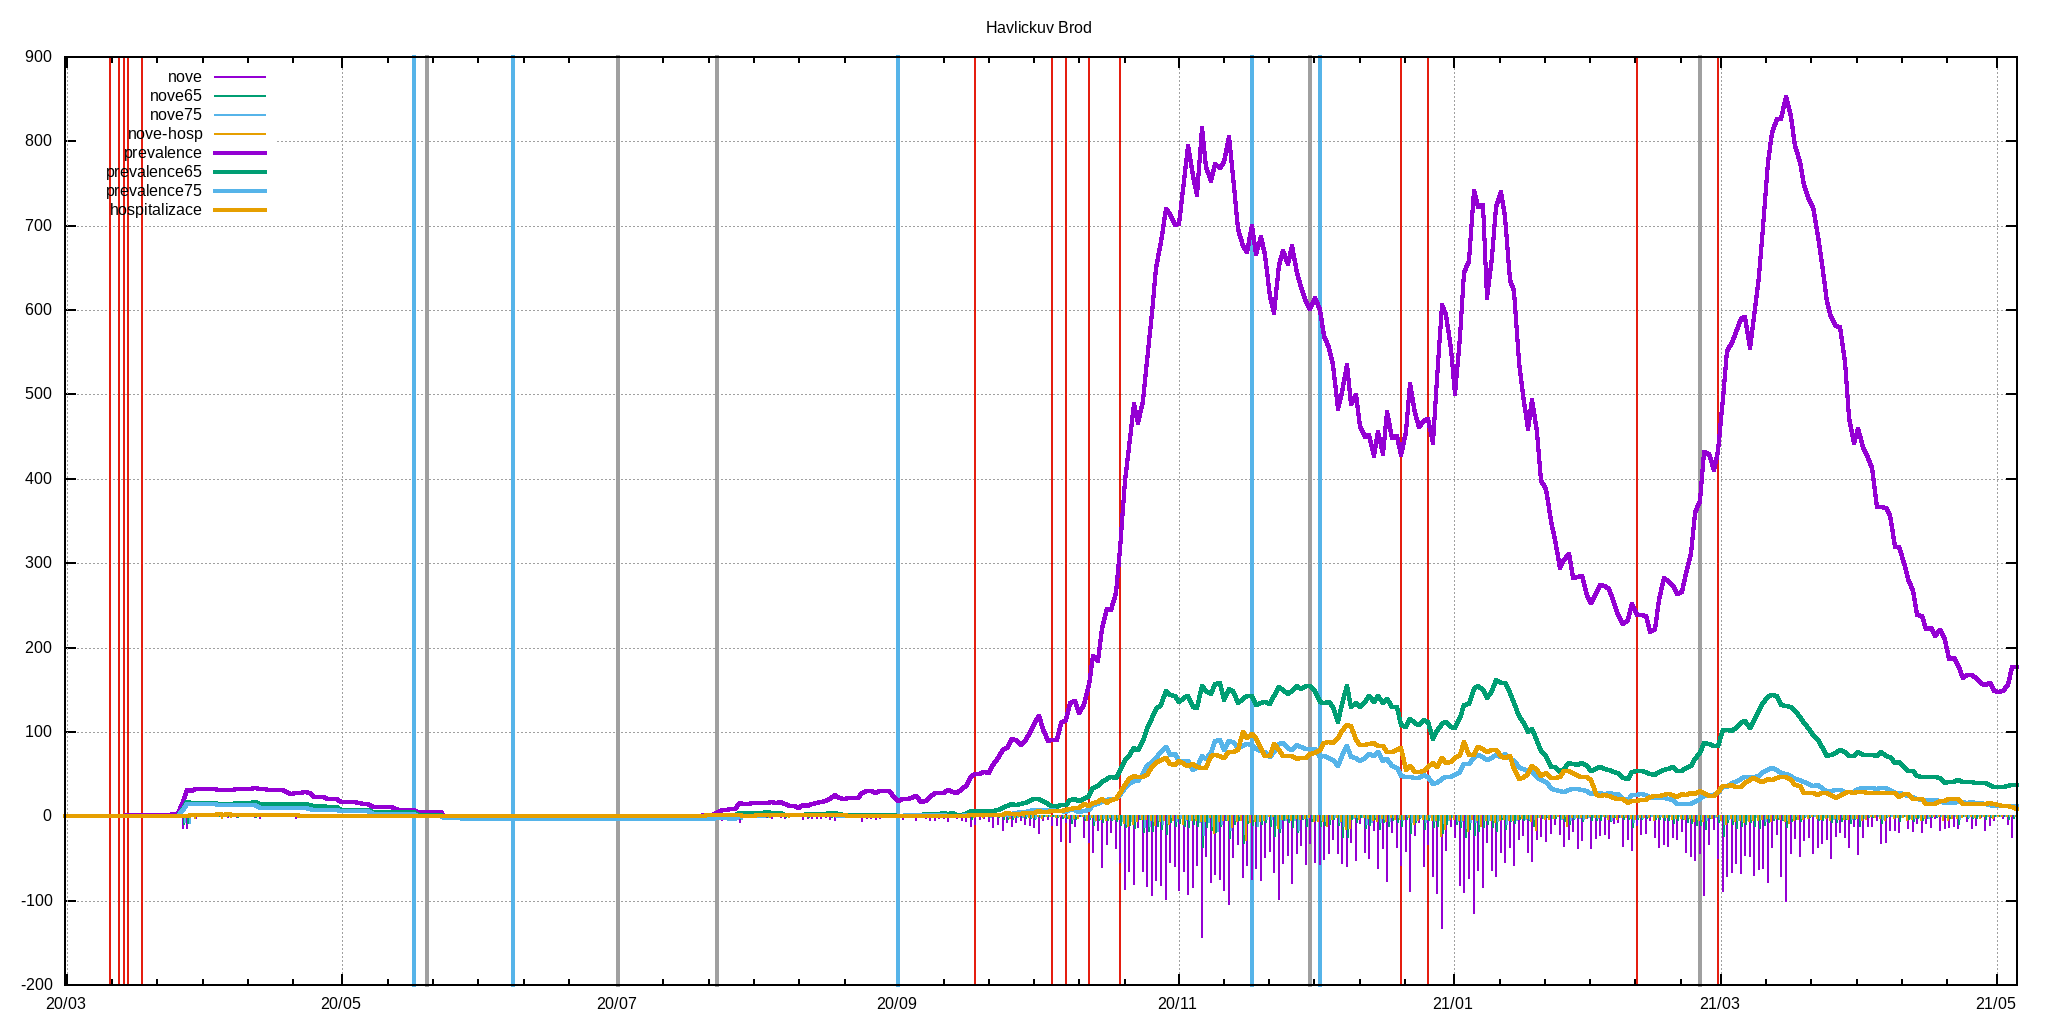 Havlickuv Brod
900
800
700
600
500
400
300
200
100
0
-100
-200
nove
nove65
nove75
nove-hosp
prevalence
prevalence65
prevalence75
hospitalizace
20/03 20/05 20/07 20/09 20/11 21/01 21/03 21/05